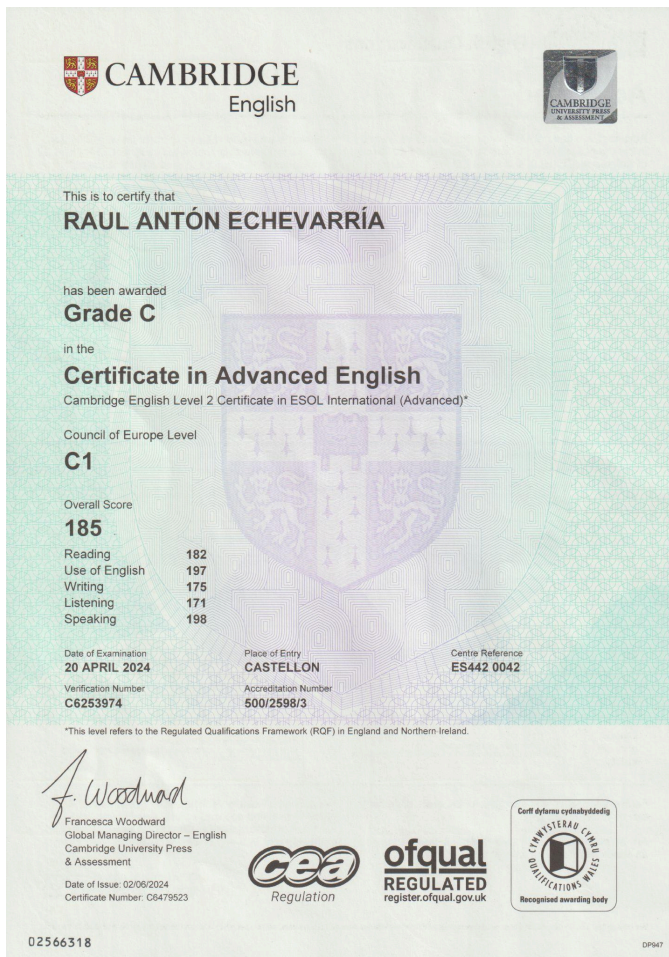 CAMBRIDGE
English
CAMBRIDGE
UNIVERSITY PRESS
& ASSESSMENT
This is to certify that
RAUL ANTÓN ECHEVARRÍA
has been awarded
Grade C
in the
Certificate in Advanced English
Cambridge English Level 2 Certificate in ESOL International (Advanced)*
Council of Europe Level
C1
Overall Score
185
Reading 182
Use of English 197
Writing 175
Listening 171
Speaking 198
Date of Examination Place of Entry Centre Reference
20 APRIL 2024 CASTELLON ES442 0042
Verification Number Accreditation Number
C6253974 500/2598/3
*This level refers to the Regulated Qualifications Framework (RQF) in England and Northern Ireland.
F. Woodward
Francesca Woodward
Global Managing Director – English
Cambridge University Press
& Assessment
Date of Issue: 02/06/2024
Certificate Number: C6479523
cea
Regulation
ofqual
REGULATED
register.ofqual.gov.uk
Corff dyfarnu cydnabyddedig
CYMWYSTERAU CYMRU
QUALIFICATIONS WALES
Recognised awarding body
02566318
DP947